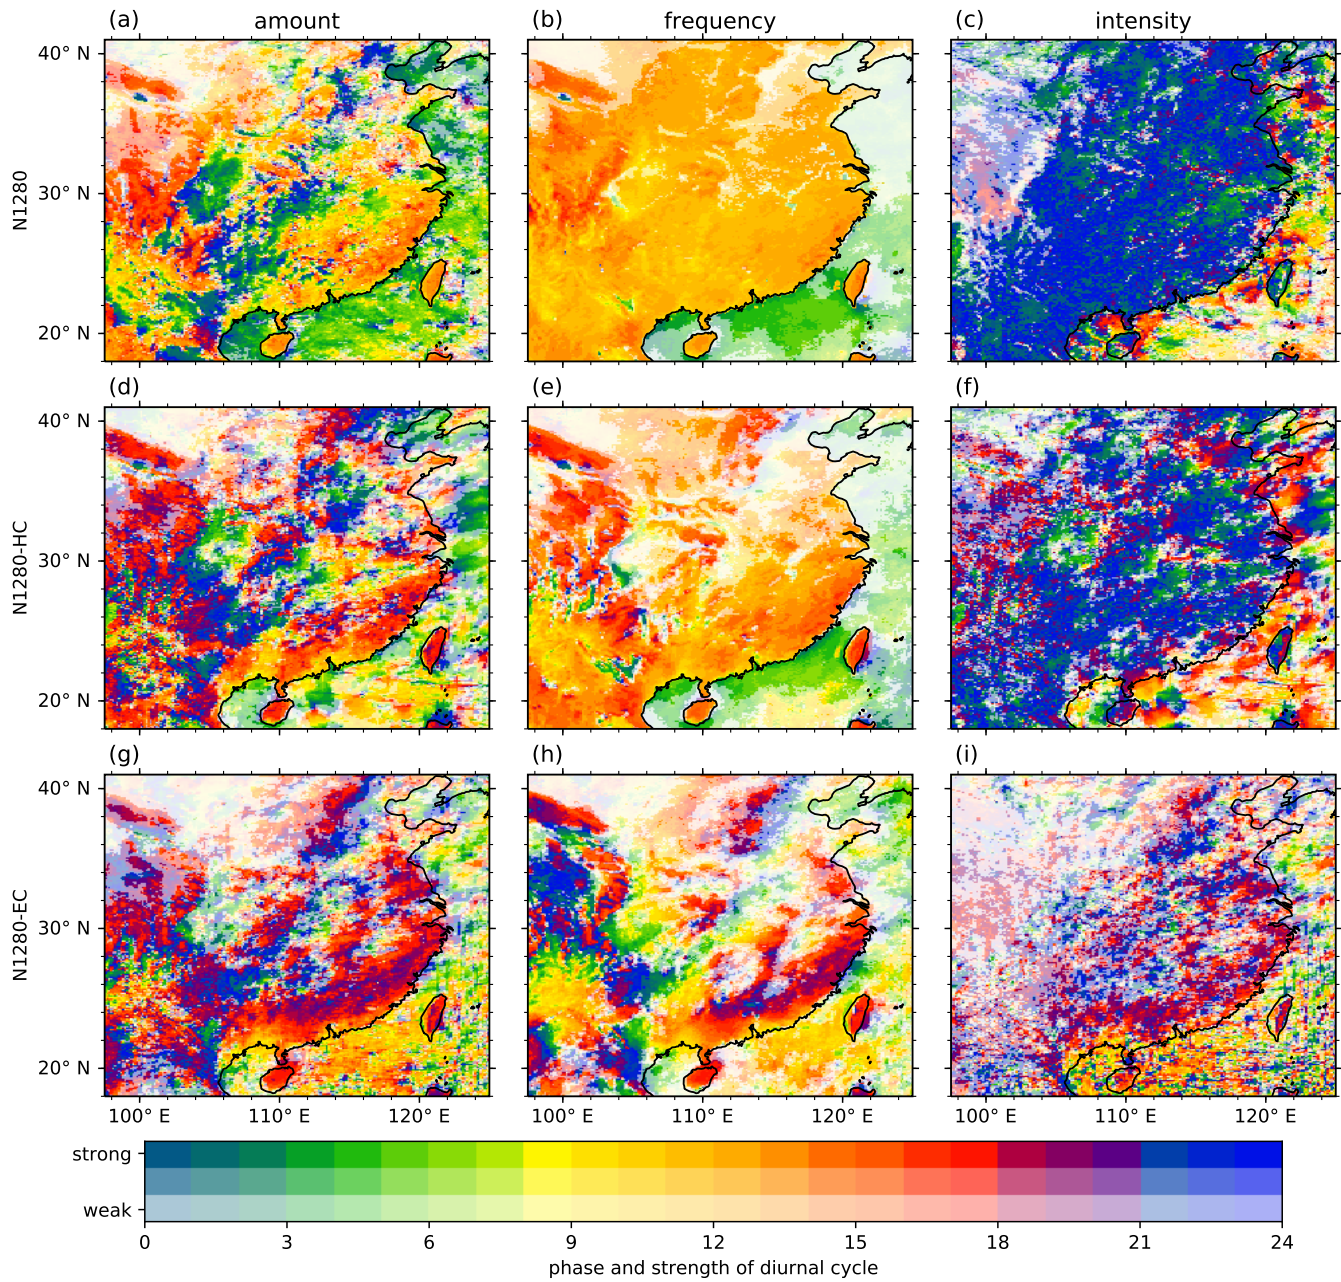 (a) amount (b) frequency (c) intensity
40° N
N1280
30° N
20° N
(d) (e) (f)
40° N
N1280-HC
30° N
20° N
(g) (h) (i)
40° N
N1280-EC
30° N
20° N
100° E 110° E 120° E 100° E 110° E 120° E 100° E 110° E 120° E
strong
weak
0 3 6 9 12 15 18 21 24
phase and strength of diurnal cycle